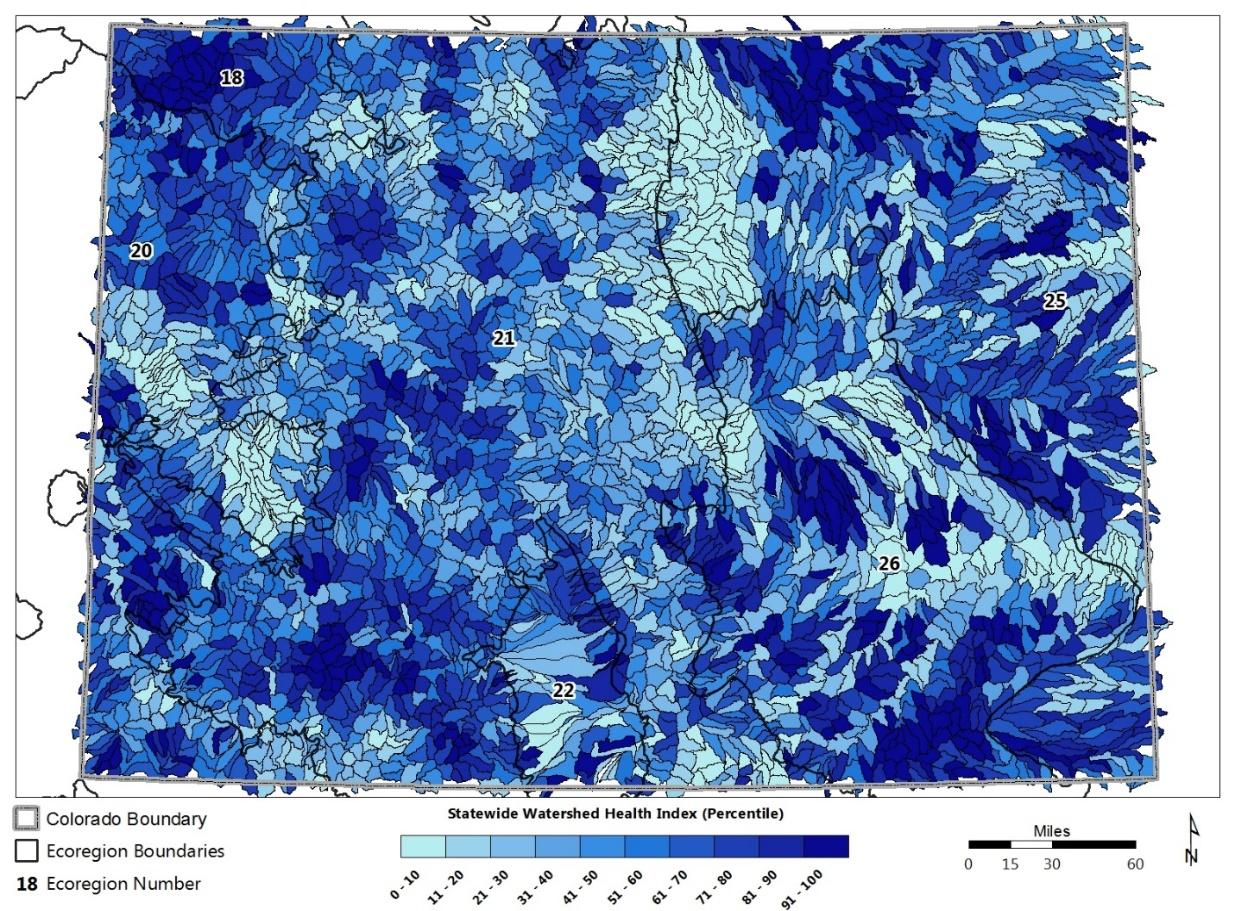 18
20
25
21
26
22
Colorado Boundary
Ecoregion Boundaries
18 Ecoregion Number
Statewide Watershed Health Index (Percentile)
0 - 10
11 - 20
21 - 30
31 - 40
41 - 50
51 - 60
61 - 70
71 - 80
81 - 90
91 - 100
Miles
0 15 30 60
N